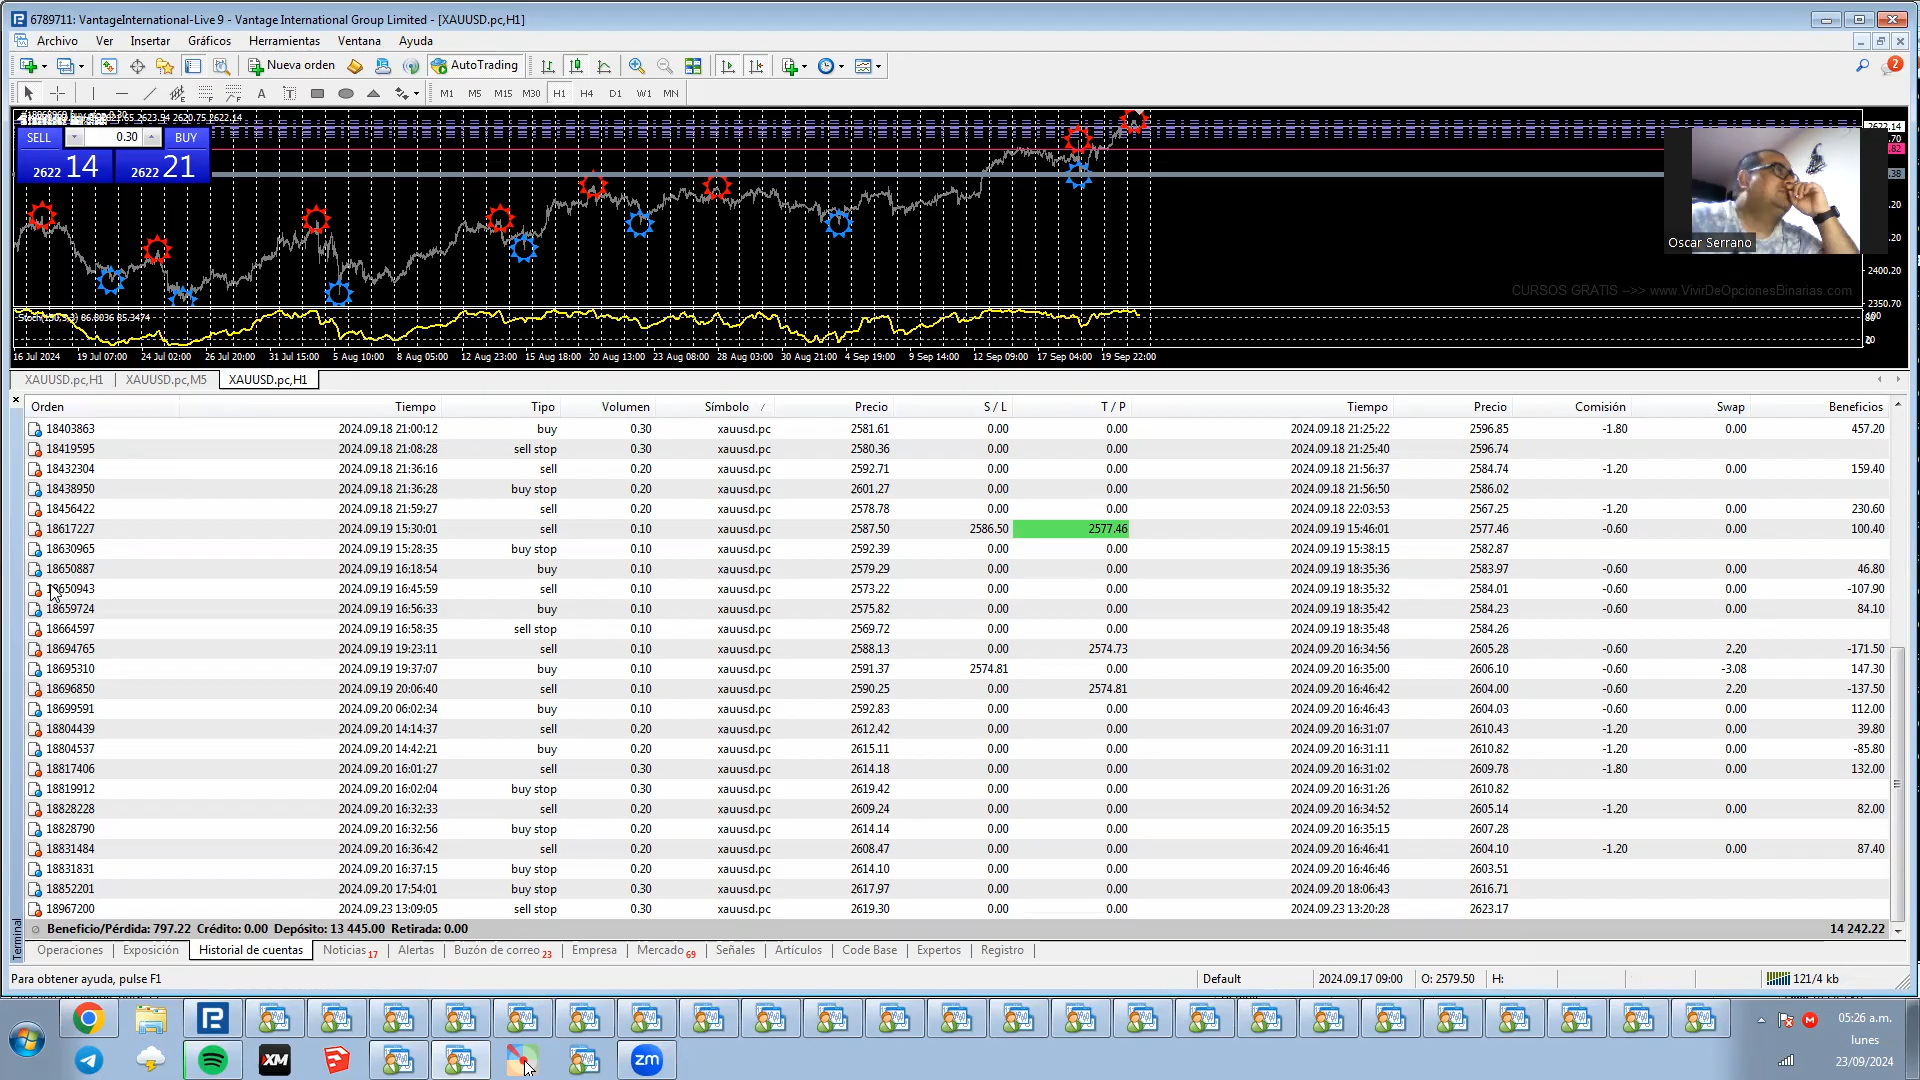 6789711: VantageInternational-Live 9 - Vantage International Group Limited - [XAUUSD.pc,H1]
Archivo Ver Insertar Gráficos Herramientas Ventana Ayuda
Nueva orden AutoTrading 2
A T M1 M5 M15 M30 H1 H4 D1 W1 MN
2620.75 2622.14
SELL 0.30 BUY
2622 14 2622 21
2622.14
Oscar Serrano
2400.20
CURSOS GRATIS -->> www.VivirDeOpcionesBinarias.com
2350.70
16 Jul 2024 19 Jul 07:00 24 Jul 02:00 26 Jul 20:00 31 Jul 15:00 5 Aug 10:00 8 Aug 05:00 12 Aug 23:00 15 Aug 18:00 20 Aug 13:00 23 Aug 08:00 28 Aug 03:00 30 Aug 21:00 4 Sep 19:00 9 Sep 14:00 12 Sep 09:00 17 Sep 04:00 19 Sep 22:00
XAUUSD.pc,H1 XAUUSD.pc,M5 XAUUSD.pc,H1
Orden Tiempo Tipo Volumen Símbolo / Precio S / L T / P Tiempo Precio Comisión Swap Beneficios
18403863 2024.09.18 21:00:12 buy 0.30 xauusd.pc 2581.61 0.00 0.00 2024.09.18 21:25:22 2596.85 -1.80 0.00 457.20
18419595 2024.09.18 21:08:28 sell stop 0.30 xauusd.pc 2580.36 0.00 0.00 2024.09.18 21:25:40 2596.74
18432304 2024.09.18 21:36:16 sell 0.20 xauusd.pc 2592.71 0.00 0.00 2024.09.18 21:56:37 2584.74 -1.20 0.00 159.40
18438950 2024.09.18 21:36:28 buy stop 0.20 xauusd.pc 2601.27 0.00 0.00 2024.09.18 21:56:50 2586.02
18456422 2024.09.18 21:59:27 sell 0.20 xauusd.pc 2578.78 0.00 0.00 2024.09.18 22:03:53 2567.25 -1.20 0.00 230.60
18617227 2024.09.19 15:30:01 sell 0.10 xauusd.pc 2587.50 2586.50 2577.46 2024.09.19 15:46:01 2577.46 -0.60 0.00 100.40
18630965 2024.09.19 15:28:35 buy stop 0.10 xauusd.pc 2592.39 0.00 0.00 2024.09.19 15:38:15 2582.87
18650887 2024.09.19 16:18:54 buy 0.10 xauusd.pc 2579.29 0.00 0.00 2024.09.19 18:35:36 2583.97 -0.60 0.00 46.80
18650943 2024.09.19 16:45:59 sell 0.10 xauusd.pc 2573.22 0.00 0.00 2024.09.19 18:35:32 2584.01 -0.60 0.00 -107.90
18659724 2024.09.19 16:56:33 buy 0.10 xauusd.pc 2575.82 0.00 0.00 2024.09.19 18:35:42 2584.23 -0.60 0.00 84.10
18664597 2024.09.19 16:58:35 sell stop 0.10 xauusd.pc 2569.72 0.00 0.00 2024.09.19 18:35:48 2584.26
18694765 2024.09.19 19:23:11 sell 0.10 xauusd.pc 2588.13 0.00 2574.73 2024.09.20 16:34:56 2605.28 -0.60 2.20 -171.50
18695310 2024.09.19 19:37:07 buy 0.10 xauusd.pc 2591.37 2574.81 0.00 2024.09.20 16:35:00 2606.10 -0.60 -3.08 147.30
18696850 2024.09.19 20:06:40 sell 0.10 xauusd.pc 2590.25 0.00 2574.81 2024.09.20 16:46:42 2604.00 -0.60 2.20 -137.50
18699591 2024.09.20 06:02:34 buy 0.10 xauusd.pc 2592.83 0.00 0.00 2024.09.20 16:46:43 2604.03 -0.60 0.00 112.00
18804439 2024.09.20 14:14:37 sell 0.20 xauusd.pc 2612.42 0.00 0.00 2024.09.20 16:31:07 2610.43 -1.20 0.00 39.80
18804537 2024.09.20 14:42:21 buy 0.20 xauusd.pc 2615.11 0.00 0.00 2024.09.20 16:31:11 2610.82 -1.20 0.00 -85.80
18817406 2024.09.20 16:01:27 sell 0.30 xauusd.pc 2614.18 0.00 0.00 2024.09.20 16:31:02 2609.78 -1.80 0.00 132.00
18819912 2024.09.20 16:02:04 buy stop 0.30 xauusd.pc 2619.42 0.00 0.00 2024.09.20 16:31:26 2610.82
18828228 2024.09.20 16:32:33 sell 0.20 xauusd.pc 2609.24 0.00 0.00 2024.09.20 16:34:52 2605.14 -1.20 0.00 82.00
18828790 2024.09.20 16:32:56 buy stop 0.20 xauusd.pc 2614.14 0.00 0.00 2024.09.20 16:35:15 2607.28
18831484 2024.09.20 16:36:42 sell 0.20 xauusd.pc 2608.47 0.00 0.00 2024.09.20 16:46:41 2604.10 -1.20 0.00 87.40
18831831 2024.09.20 16:37:15 buy stop 0.20 xauusd.pc 2614.10 0.00 0.00 2024.09.20 16:46:46 2603.51
18852201 2024.09.20 17:54:01 buy stop 0.30 xauusd.pc 2617.97 0.00 0.00 2024.09.20 18:06:43 2616.71
18967200 2024.09.23 13:09:05 sell stop 0.30 xauusd.pc 2619.30 0.00 0.00 2024.09.23 13:20:28 2623.17
Beneficio/Pérdida: 797.22 Crédito: 0.00 Depósito: 13 445.00 Retirada: 0.00 14 242.22
Terminal
Operaciones Exposición Historial de cuentas Noticias 17 Alertas Buzón de correo 23 Empresa Mercado 69 Señales Artículos Code Base Expertos Registro
Para obtener ayuda, pulse F1 Default 2024.09.17 09:00 O: 2579.50 H: 121/4 kb
05:26 a.m.
XM zm lunes
23/09/2024